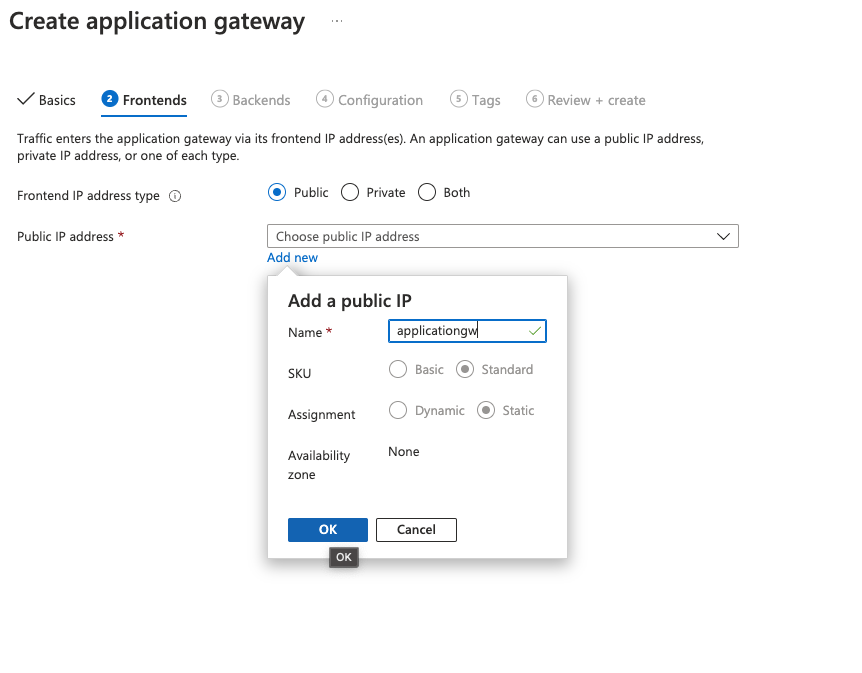 Create application gateway ...
Basics
2 Frontends
3 Backends
4 Configuration
5 Tags
6 Review + create
Traffic enters the application gateway via its frontend IP address(es). An application gateway can use a public IP address,
private IP address, or one of each type.
Frontend IP address type
Public
Private
Both
Public IP address *
Choose public IP address
Add new
Add a public IP
Name *
applicationgw
SKU
Basic
Standard
Assignment
Dynamic
Static
Availability
zone
None
OK
Cancel
OK